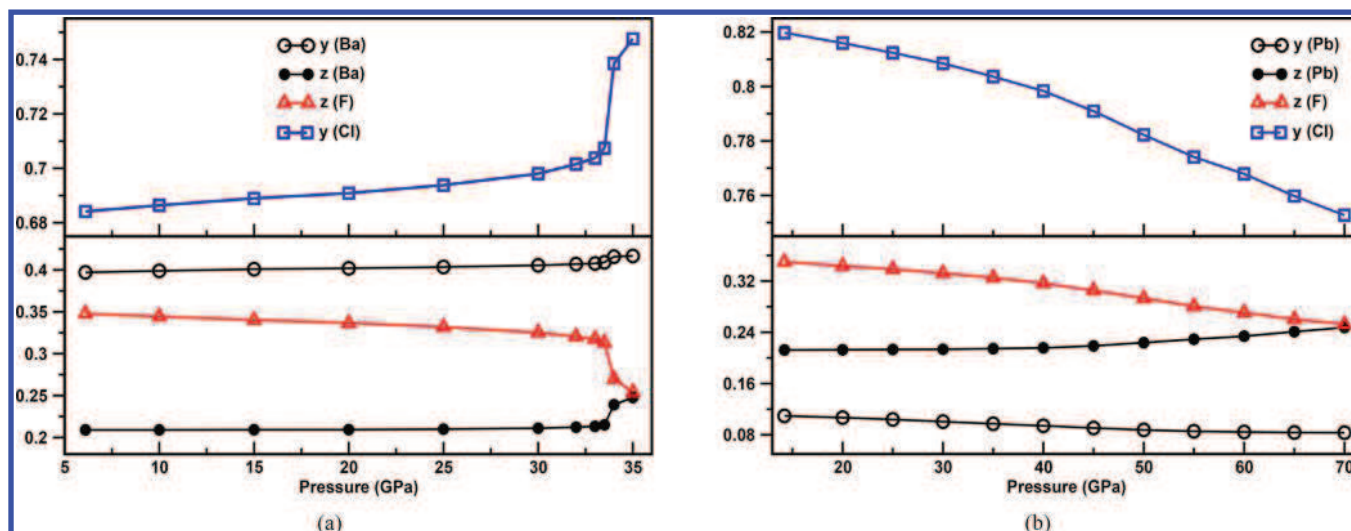 0.74
0.72
0.7
0.68
y (Ba)
z (Ba)
z (F)
y (Cl)
0.4
0.35
0.3
0.25
0.2
5 10 15 20 25 30 35
Pressure (GPa)
(a)
0.82
0.8
0.78
0.76
y (Pb)
z (Pb)
z (F)
y (Cl)
0.32
0.24
0.16
0.08
20 30 40 50 60 70
Pressure (GPa)
(b)